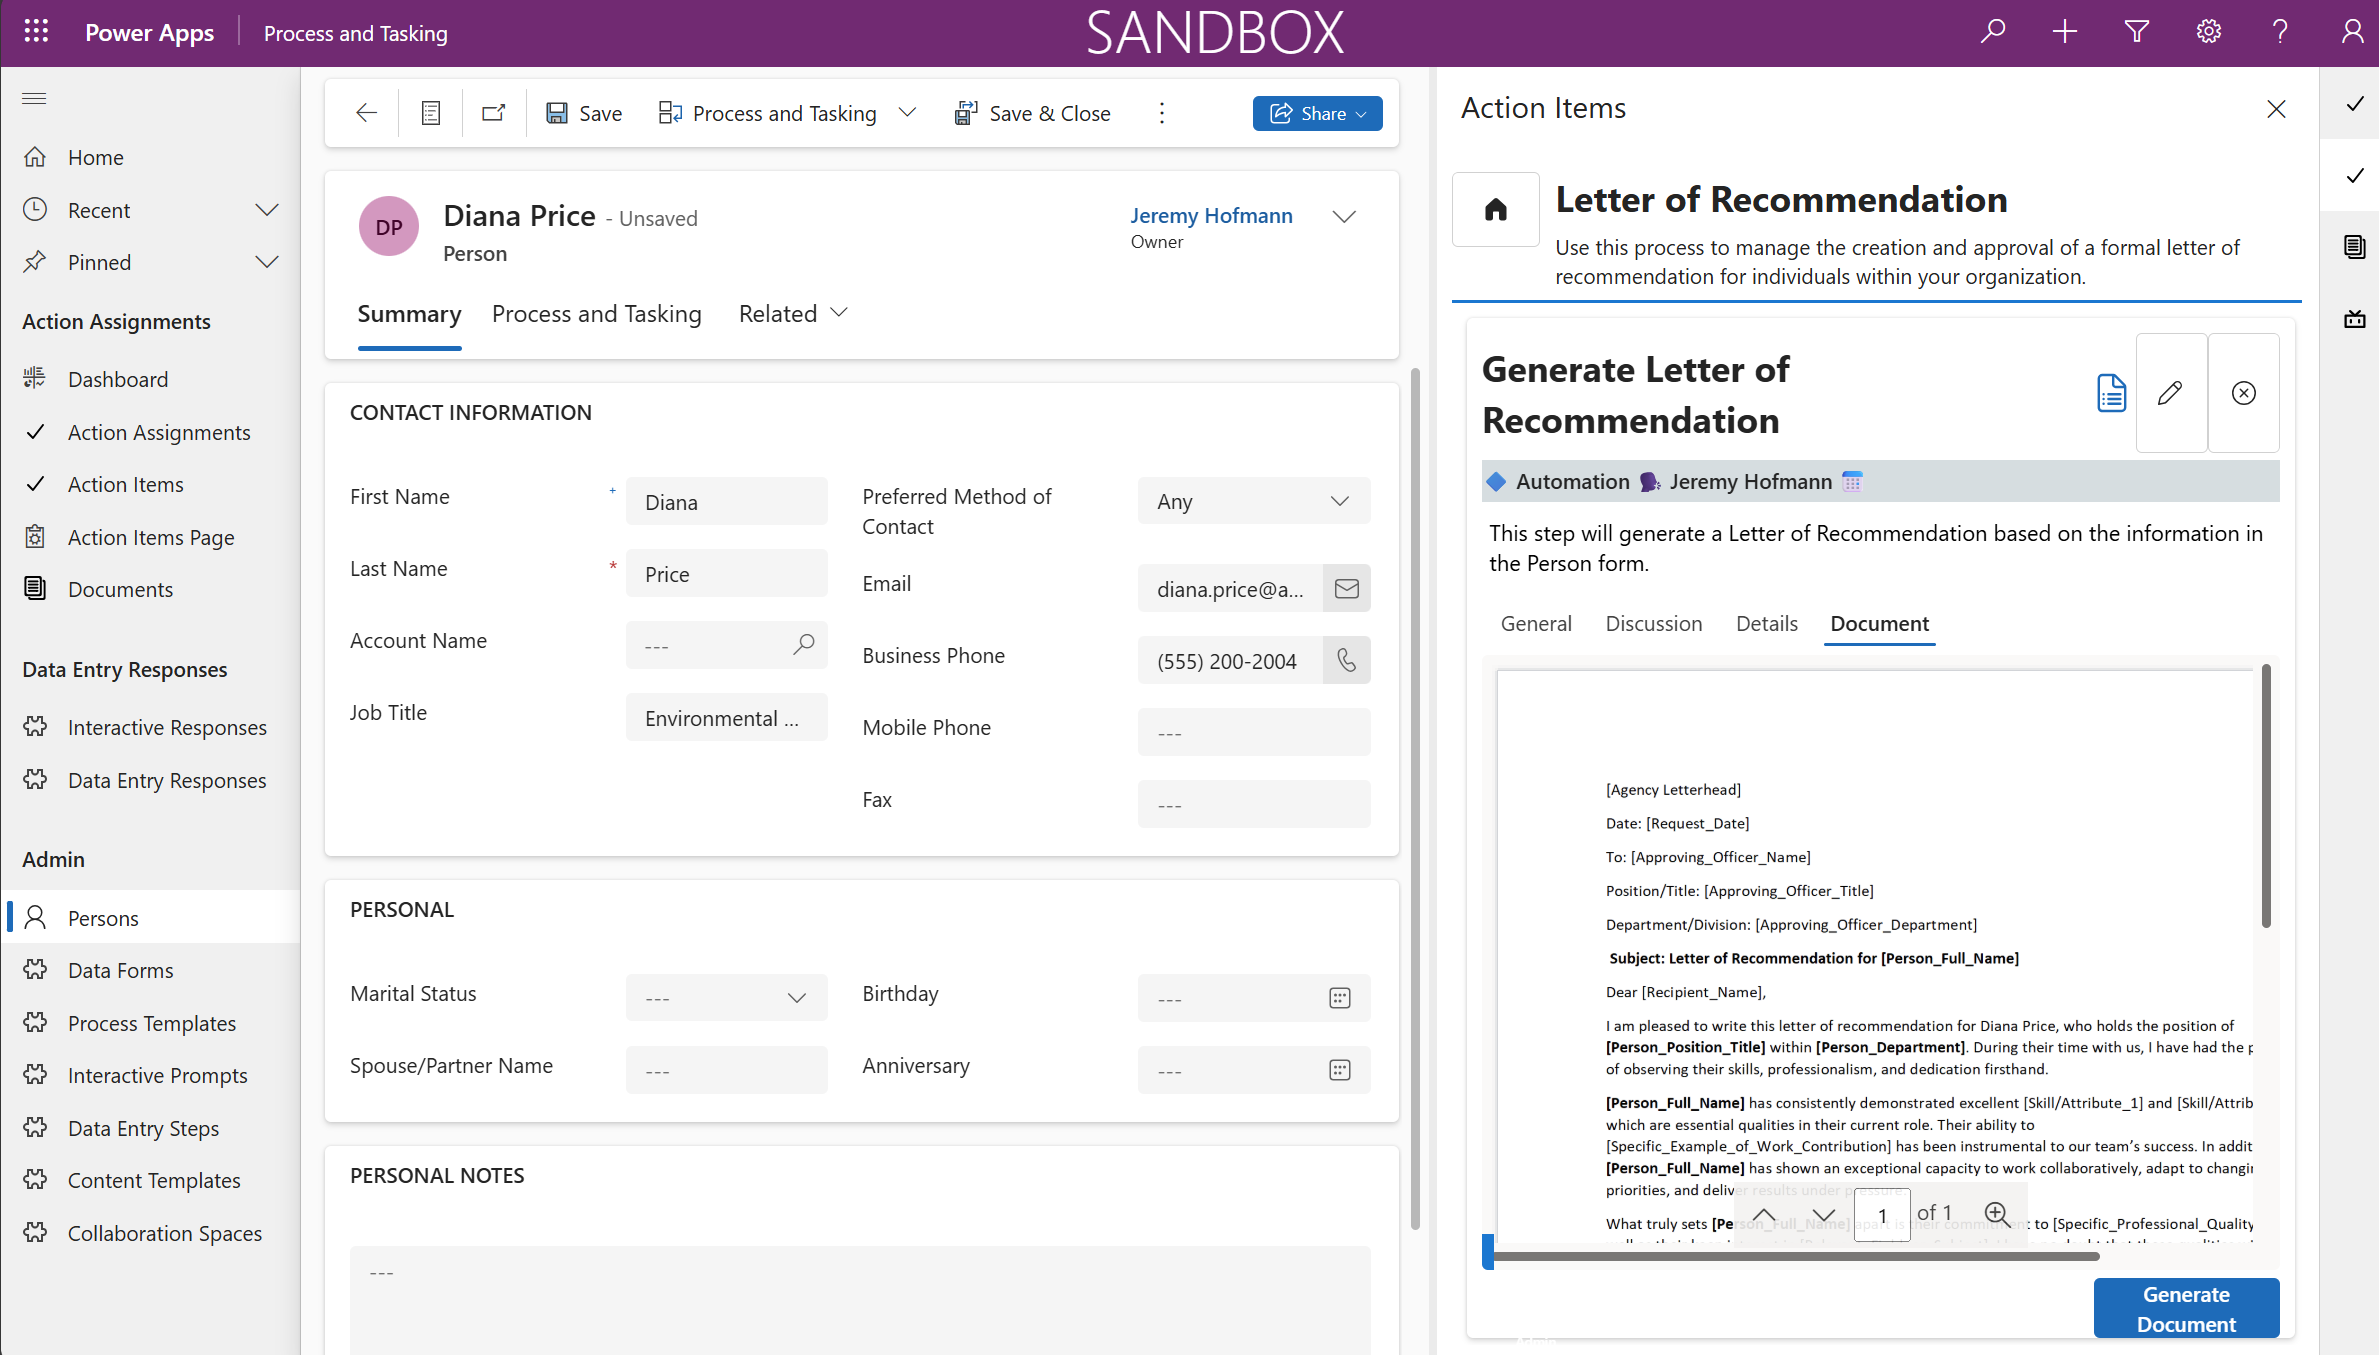 Power Apps
Process and Tasking
SANDBOX
Home
Recent
Pinned
Action Assignments
Dashboard
Action Assignments
Action Items
Action Items Page
Documents
Data Entry Responses
Interactive Responses
Data Entry Responses
Admin
Persons
Data Forms
Process Templates
Interactive Prompts
Data Entry Steps
Content Templates
Collaboration Spaces
Save
Process and Tasking
Save & Close
Share
DP
Diana Price - Unsaved
Person
Jeremy Hofmann
Owner
Summary
Process and Tasking
Related
CONTACT INFORMATION
First Name
+
Diana
Last Name
*
Price
Account Name
---
Job Title
Environmental ...
Preferred Method of
Contact
Any
Email
diana.price@a...
Business Phone
(555) 200-2004
Mobile Phone
---
Fax
---
PERSONAL
Marital Status
---
Spouse/Partner Name
---
Birthday
---
Anniversary
---
PERSONAL NOTES
---
Action Items
Letter of Recommendation
Use this process to manage the creation and approval of a formal letter of
recommendation for individuals within your organization.
Generate Letter of
Recommendation
Automation Jeremy Hofmann
This step will generate a Letter of Recommendation based on the information in
the Person form.
General
Discussion
Details
Document
[Agency Letterhead]
Date: [Request_Date]
To: [Approving_Officer_Name]
Position/Title: [Approving_Officer_Title]
Department/Division: [Approving_Officer_Department]
Subject: Letter of Recommendation for [Person_Full_Name]
Dear [Recipient_Name],
I am pleased to write this letter of recommendation for Diana Price, who holds the position of
[Person_Position_Title] within [Person_Department]. During their time with us, I have had the p
of observing their skills, professionalism, and dedication firsthand.
[Person_Full_Name] has consistently demonstrated excellent [Skill/Attribute_1] and [Skill/Attrib
which are essential qualities in their current role. Their ability to
[Specific_Example_of_Work_Contribution] has been instrumental to our team's success. In addit
[Person_Full_Name] has shown an exceptional capacity to work collaboratively, adapt to changi
priorities, and deliver results under pressure.
What truly sets [Person_Full_Name] apart is their commitment to [Specific_Professional_Quality
1 of 1
Generate
Document